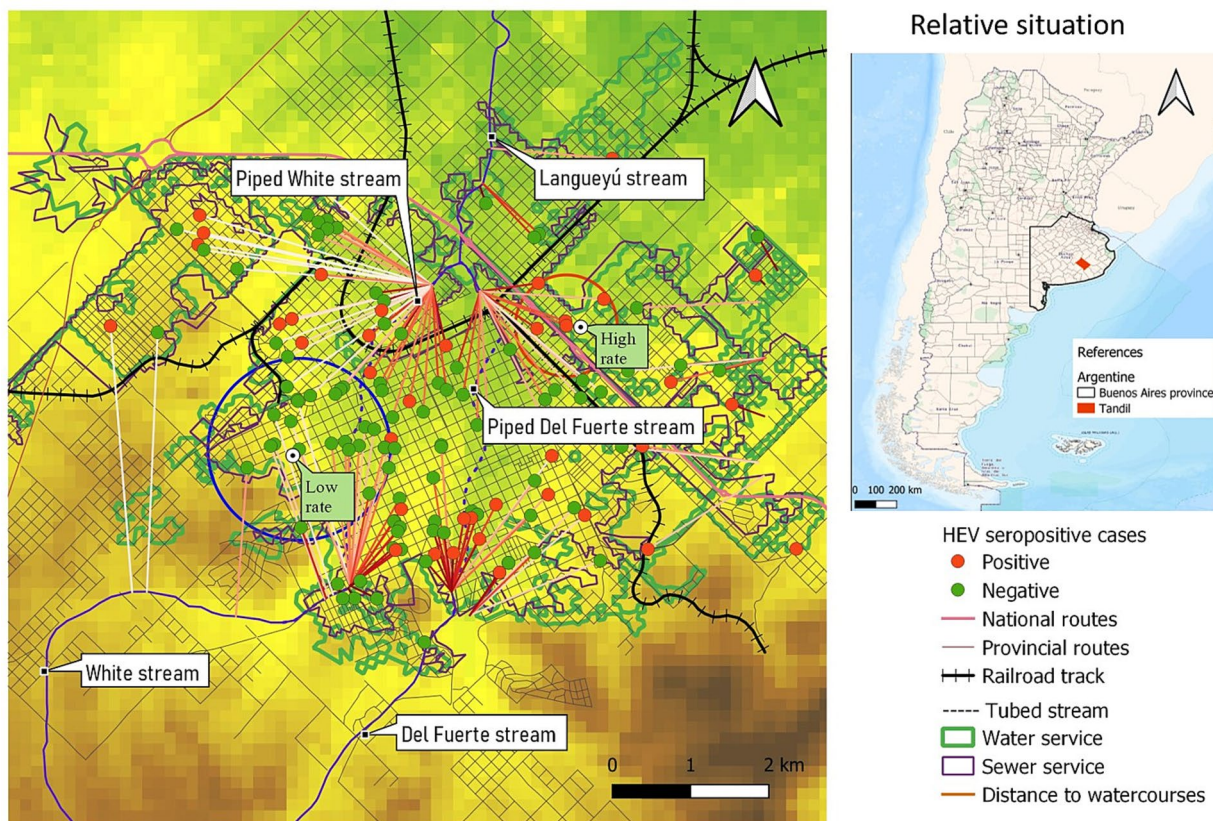 Relative situation
Piped White stream
Langueyú stream
High
rate
Piped Del Fuerte stream
Low
rate
White stream
Del Fuerte stream
0 1 2 km
References
Argentine
Buenos Aires province
Tandil
0 100 200 km
HEV seropositive cases
Positive
Negative
National routes
Provincial routes
Railroad track
Tubed stream
Water service
Sewer service
Distance to watercourses